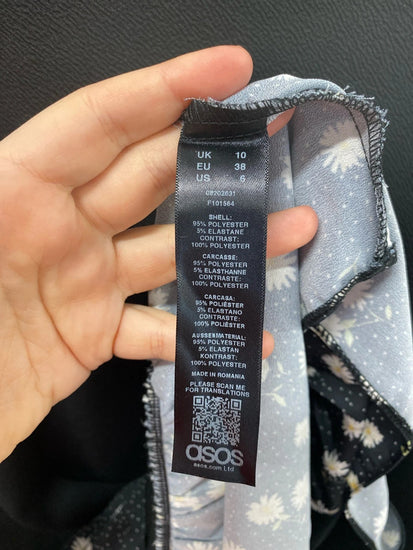 UK 10
EU 38
US 6
08202631
F101564
SHELL:
95% POLYESTER
5% ELASTANE
CONTRAST:
100% POLYESTER
CARCASSE:
95% POLYESTER
5% ELASTHANNE
CONTRASTE:
100% POLYESTER
CARCASA:
95% POLIÉSTER
5% ELASTANO
CONTRASTE:
100% POLIÉSTER
AUSSENMATERIAL:
95% POLYESTER
5% ELASTAN
KONTRAST:
100% POLYESTER
MADE IN ROMANIA
PLEASE SCAN ME
FOR TRANSLATIONS
asos
asos.com Ltd